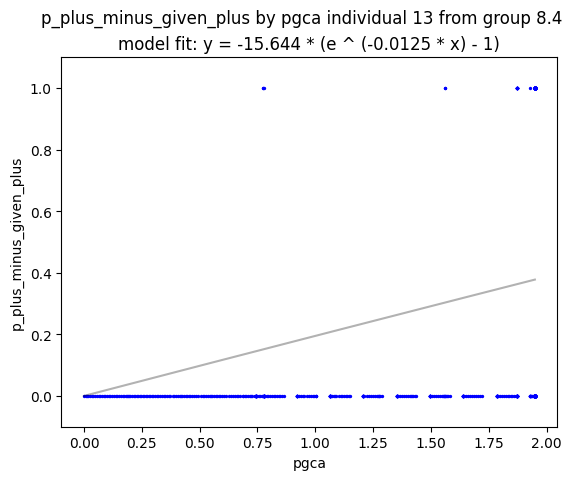 p_plus_minus_given_plus by pgca individual 13 from group 8.4
model fit: y = -15.644 * (e ^ (-0.0125 * x) - 1)
1.0
0.8
0.6
0.4
0.2
0.0
p_plus_minus_given_plus
0.00 0.25 0.50 0.75 1.00 1.25 1.50 1.75 2.00
pgca